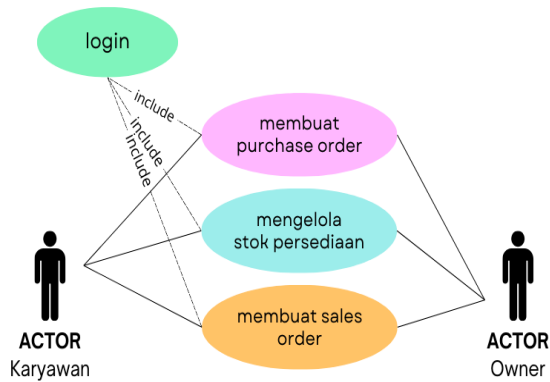 login
include
include
include
membuat
purchase order
mengelola
stok persediaan
membuat sales
order
ACTOR
Karyawan
ACTOR
Owner